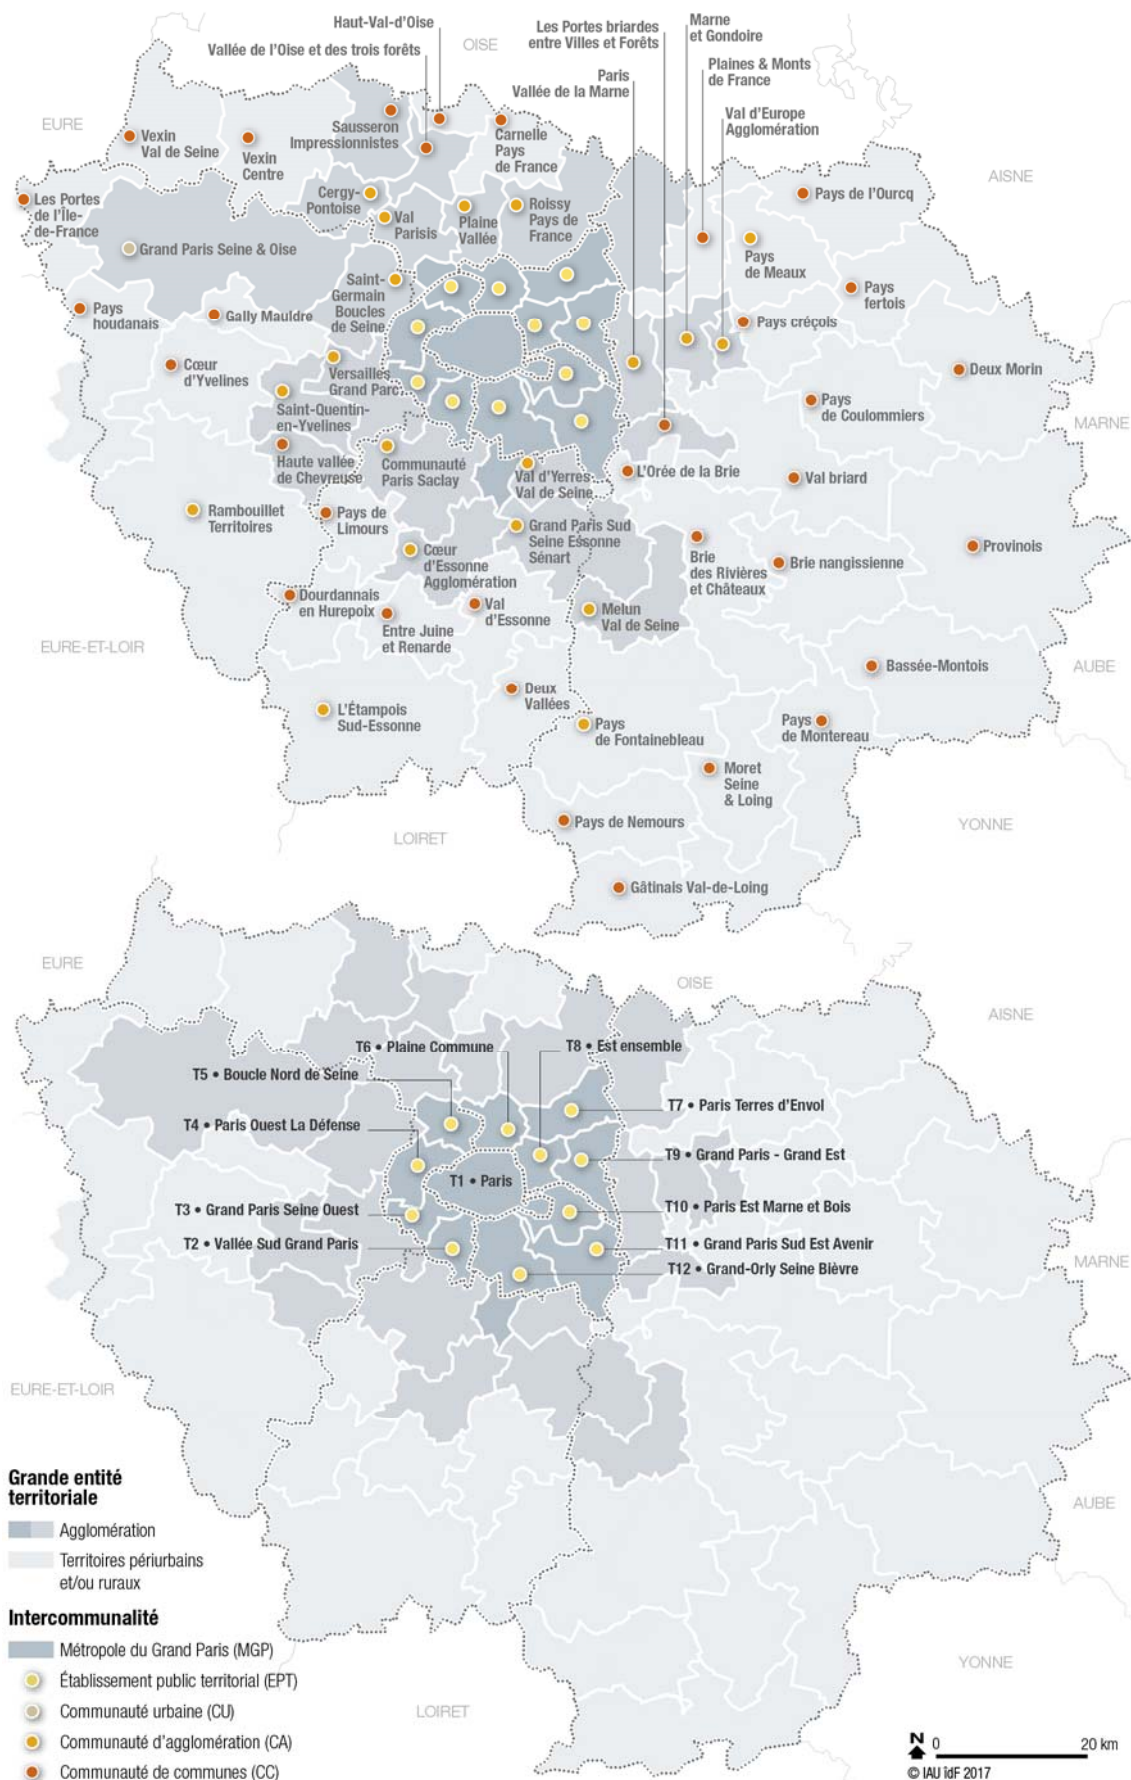 Haut-Val-d'Oise
Vallée de l'Oise et des trois forêts
OISE
Les Portes briardes
entre Villes et Forêts
Marne
et Gondoire
Paris
Vallée de la Marne
Plaines & Monts
de France
Val d'Europe
Agglomération
EURE
Vexin
Val de Seine
Vexin
Centre
Sausseron
Impressionnistes
Carnelle
Pays
de France
AISNE
Les Portes
de l'Île-
de-France
Cergy-
Pontoise
Val
Parisis
Plaine
Vallée
Roissy
Pays de
France
Pays de l'Ourcq
Grand Paris Seine & Oise
Pays
de Meaux
Saint-
Germain
Boucles
de Seine
Pays
fertois
Pays
houdanais
Gally Mauldre
Pays créçois
Cœur
d'Yvelines
Versailles
Grand Parc
Deux Morin
Saint-Quentin-
en-Yvelines
Pays
de Coulommiers
MARNE
Haute vallée
de Chevreuse
Communauté
Paris Saclay
Val d'Yerres
Val de Seine
L'Orée de la Brie
Val briard
Rambouillet
Territoires
Pays de
Limours
Grand Paris Sud
Seine Essonne
Sénart
Cœur
d'Essonne
Agglomération
Brie
des Rivières
et Châteaux
Brie nangissienne
Provinois
Dourdannais
en Hurepoix
Entre Juine
et Renarde
Val
d'Essonne
Melun
Val de Seine
EURE-ET-LOIR
Bassée-Montois
AUBE
L'Étampois
Sud-Essonne
Deux
Vallées
Pays
de Fontainebleau
Pays
de Montereau
Moret
Seine
& Loing
LOIRET
Pays de Nemours
YONNE
Gâtinais Val-de-Loing
EURE
OISE
AISNE
T6 • Plaine Commune
T8 • Est ensemble
T5 • Boucle Nord de Seine
T7 • Paris Terres d'Envol
T4 • Paris Ouest La Défense
T9 • Grand Paris - Grand Est
T1 • Paris
T3 • Grand Paris Seine Ouest
T10 • Paris Est Marne et Bois
T2 • Vallée Sud Grand Paris
T11 • Grand Paris Sud Est Avenir
T12 • Grand-Orly Seine Bièvre
MARNE
EURE-ET-LOIR
AUBE
YONNE
LOIRET
Grande entité
territoriale
Agglomération
Territoires périurbains
et/ou ruraux
Intercommunalité
Métropole du Grand Paris (MGP)
Établissement public territorial (EPT)
Communauté urbaine (CU)
Communauté d'agglomération (CA)
Communauté de communes (CC)
N
0
20 km
© IAU îdF 2017